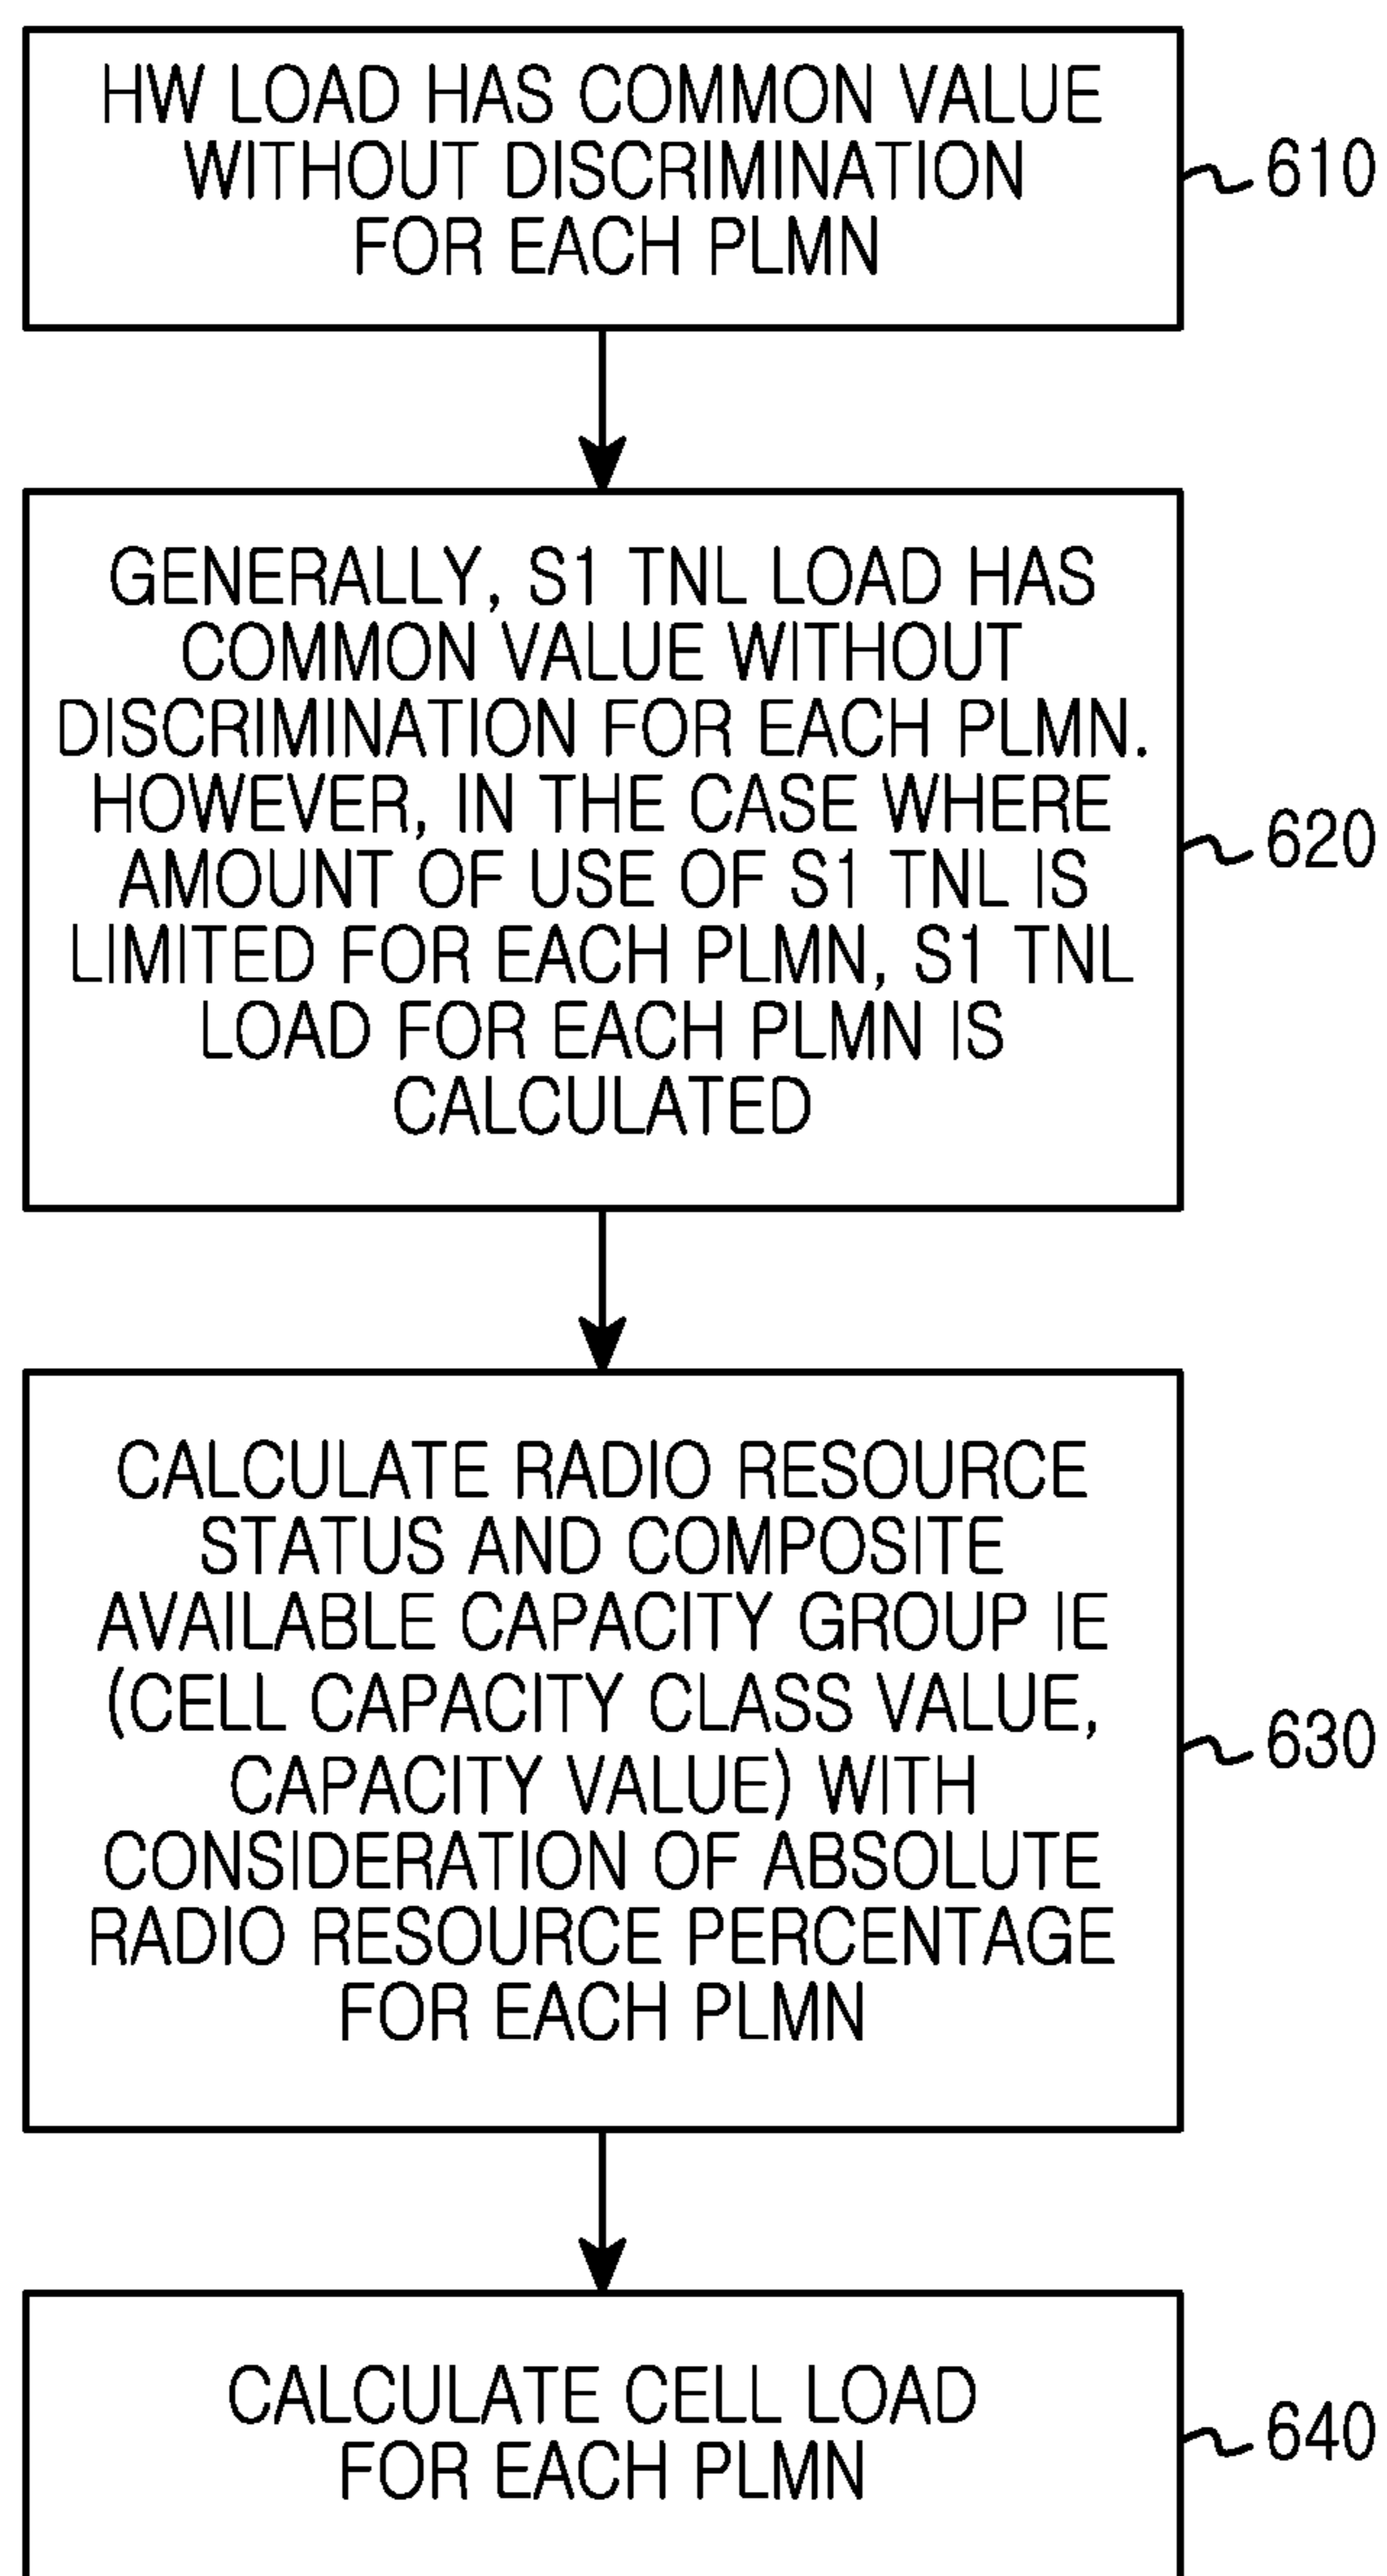 HW LOAD HAS COMMON VALUE
WITHOUT DISCRIMINATION
FOR EACH PLMN
610
GENERALLY, S1 TNL LOAD HAS
COMMON VALUE WITHOUT
DISCRIMINATION FOR EACH PLMN.
HOWEVER, IN THE CASE WHERE
AMOUNT OF USE OF S1 TNL IS
LIMITED FOR EACH PLMN, S1 TNL
LOAD FOR EACH PLMN IS
CALCULATED
620
CALCULATE RADIO RESOURCE
STATUS AND COMPOSITE
AVAILABLE CAPACITY GROUP IE
(CELL CAPACITY CLASS VALUE,
CAPACITY VALUE) WITH
CONSIDERATION OF ABSOLUTE
RADIO RESOURCE PERCENTAGE
FOR EACH PLMN
630
CALCULATE CELL LOAD
FOR EACH PLMN
640